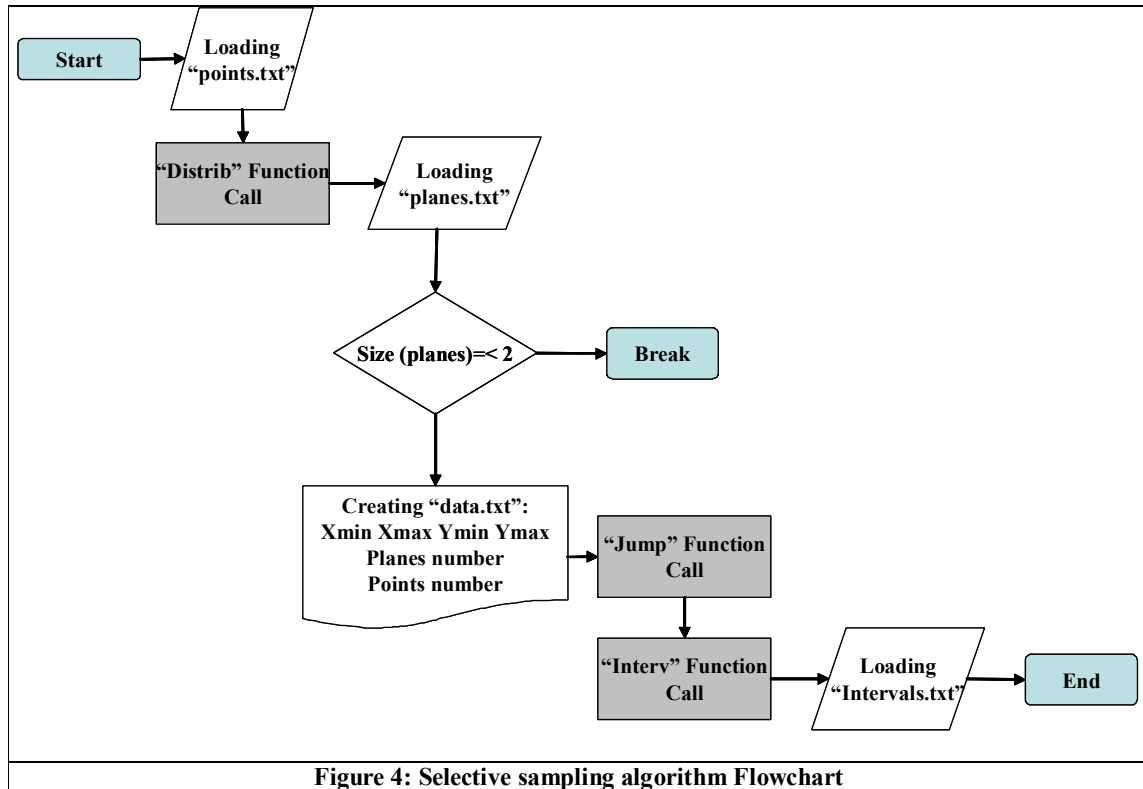 Start
Loading
“points.txt”
“Distrib” Function
Call
Loading
“planes.txt”
Size (planes)=< 2
Break
Creating “data.txt”:
Xmin Xmax Ymin Ymax
Planes number
Points number
“Jump” Function
Call
“Interv” Function
Call
Loading
“Intervals.txt”
End
Figure 4: Selective sampling algorithm Flowchart